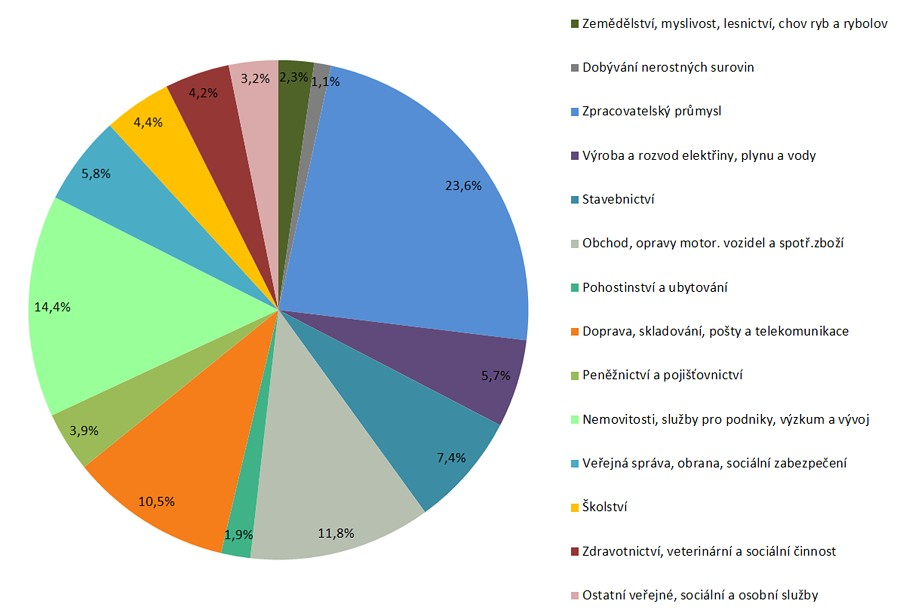 2,3%
1,1%
23,6%
5,7%
7,4%
11,8%
1,9%
10,5%
3,9%
14,4%
5,8%
4,4%
4,2%
3,2%
Zemědělství, myslivost, lesnictví, chov ryb a rybolov
Dobývání nerostných surovin
Zpracovatelský průmysl
Výroba a rozvod elektřiny, plynu a vody
Stavebnictví
Obchod, opravy motor. vozidel a spotř.zboží
Pohostinství a ubytování
Doprava, skladování, pošty a telekomunikace
Peněžnictví a pojišťovnictví
Nemovitosti, služby pro podniky, výzkum a vývoj
Veřejná správa, obrana, sociální zabezpečení
Školství
Zdravotnictví, veterinární a sociální činnost
Ostatní veřejné, sociální a osobní služby